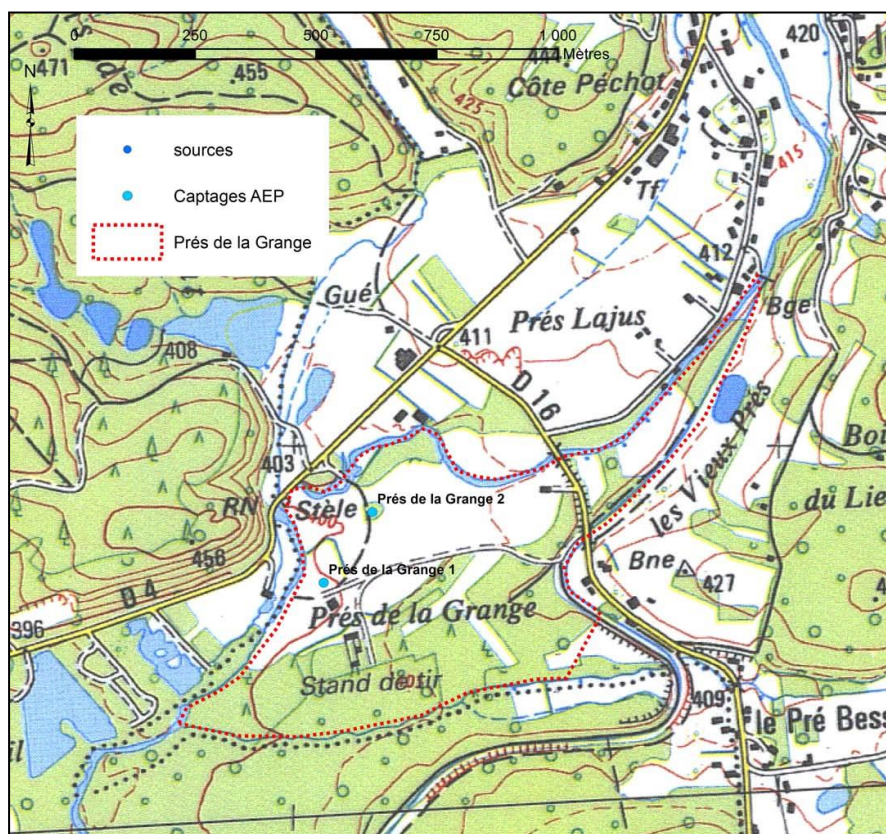 0 250 500 750 1 000
Mètres
471
455
444
420
N
425
Côte Péchot
sources
Captages AEP
Prés de la Grange
415
Tf
412
Gué
411
Prés Lajus
Bge
408
D 16
403
les Vieux Prés
Boi
RN
Stèle
400
Prés de la Grange 2
du Lie
456
Bne
427
Prés de la Grange 1
D 4
Prés de la Grange
396
Stand de tir
409
le Pré Bess